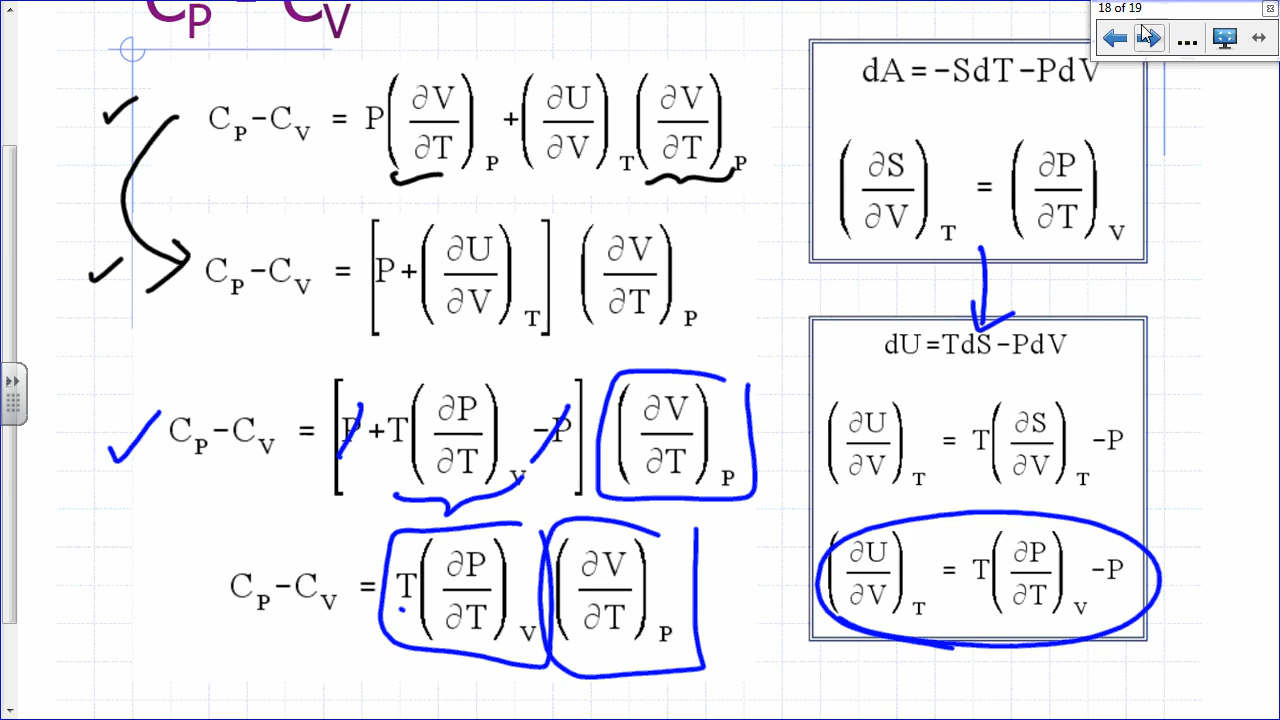 C_P - C_V
18 of 19
...
C_P - C_V = P(∂V/∂T)_P + (∂U/∂V)_T (∂V/∂T)_P
C_P - C_V = [P + (∂U/∂V)_T] (∂V/∂T)_P
C_P - C_V = [P + T(∂P/∂T)_V - P] (∂V/∂T)_P
C_P - C_V = T(∂P/∂T)_V (∂V/∂T)_P
dA = -SdT - PdV
(∂S/∂V)_T = (∂P/∂T)_V
dU = TdS - PdV
(∂U/∂V)_T = T(∂S/∂V)_T - P
(∂U/∂V)_T = T(∂P/∂T)_V - P